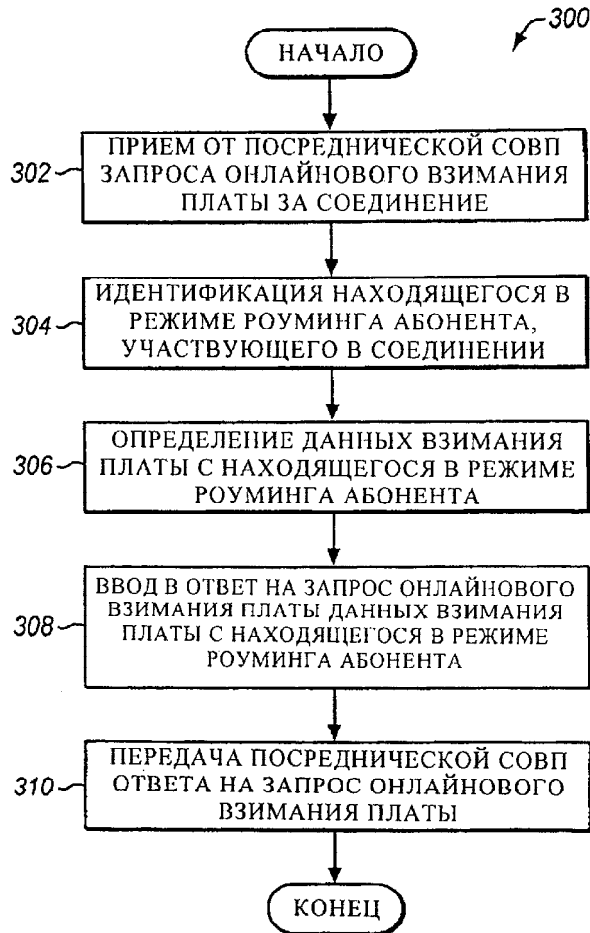 300
НАЧАЛО
302
ПРИЕМ ОТ ПОСРЕДНИЧЕСКОЙ СОВП
ЗАПРОСА ОНЛАЙНОВОГО ВЗИМАНИЯ
ПЛАТЫ ЗА СОЕДИНЕНИЕ
304
ИДЕНТИФИКАЦИЯ НАХОДЯЩЕГОСЯ В
РЕЖИМЕ РОУМИНГА АБОНЕНТА,
УЧАСТВУЮЩЕГО В СОЕДИНЕНИИ
306
ОПРЕДЕЛЕНИЕ ДАННЫХ ВЗИМАНИЯ
ПЛАТЫ С НАХОДЯЩЕГОСЯ В РЕЖИМЕ
РОУМИНГА АБОНЕНТА
308
ВВОД В ОТВЕТ НА ЗАПРОС ОНЛАЙНОВОГО
ВЗИМАНИЯ ПЛАТЫ ДАННЫХ ВЗИМАНИЯ
ПЛАТЫ С НАХОДЯЩЕГОСЯ В РЕЖИМЕ
РОУМИНГА АБОНЕНТА
310
ПЕРЕДАЧА ПОСРЕДНИЧЕСКОЙ СОВП
ОТВЕТА НА ЗАПРОС ОНЛАЙНОВОГО
ВЗИМАНИЯ ПЛАТЫ
КОНЕЦ